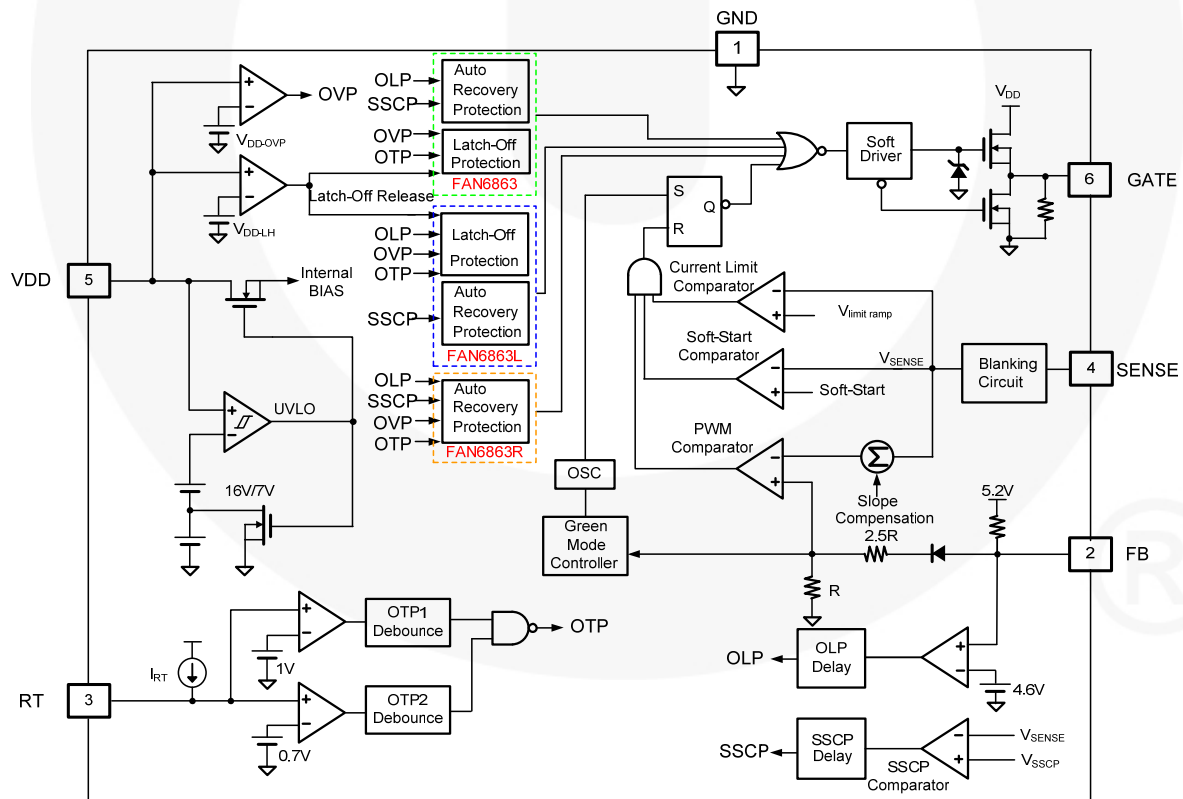 GND
1
OVP
VDD-OVP
VDD-LH
Latch-Off Release
VDD
5
Internal
BIAS
UVLO
16V/7V
OLP
SSCP
Auto
Recovery
Protection
OVP
OTP
Latch-Off
Protection
FAN6863
OLP
OVP
OTP
Latch-Off
Protection
SSCP
Auto
Recovery
Protection
FAN6863L
OLP
SSCP
OVP
OTP
Auto
Recovery
Protection
FAN6863R
S
R
Q
Soft
Driver
VDD
6
GATE
Current Limit
Comparator
Vlimit ramp
Soft-Start
Comparator
Soft-Start
VSENSE
Blanking
Circuit
4
SENSE
PWM
Comparator
Σ
Slope
Compensation
OSC
Green
Mode
Controller
2.5R
R
5.2V
2
FB
OLP
OLP
Delay
4.6V
SSCP
SSCP
Delay
SSCP
Comparator
VSENSE
VSSCP
RT
3
IRT
1V
0.7V
OTP1
Debounce
OTP2
Debounce
OTP
®